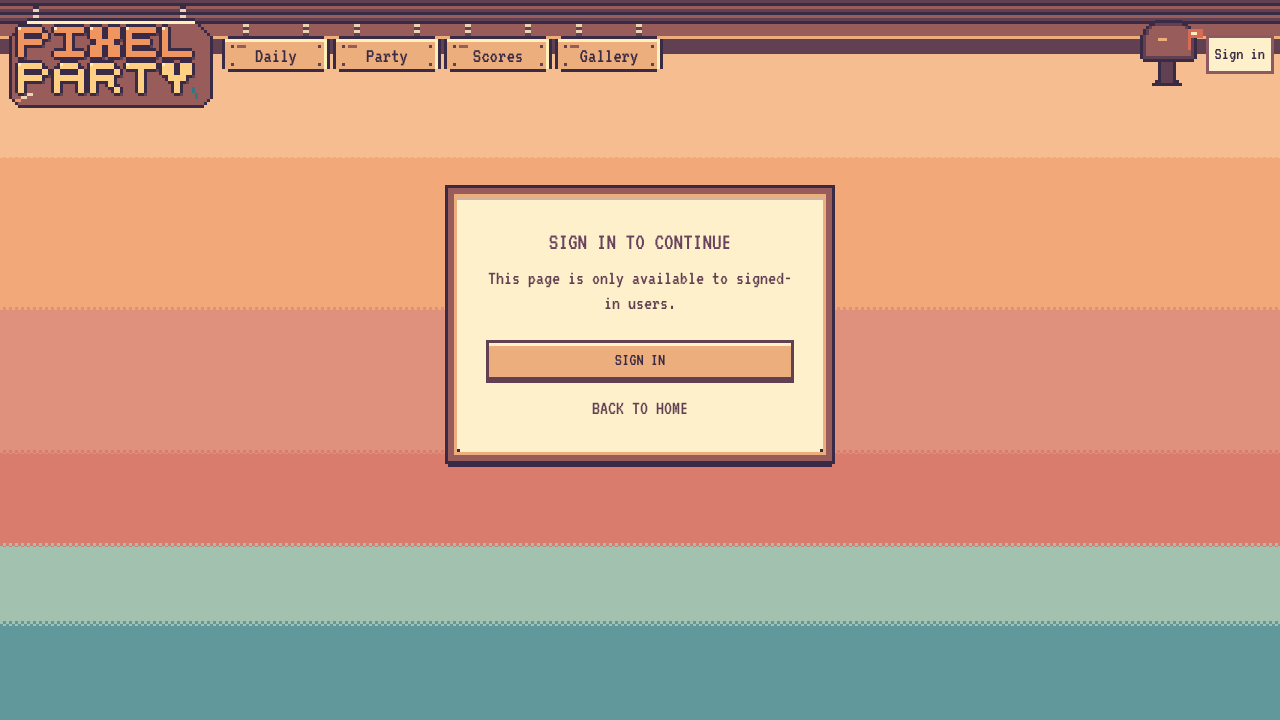 PIXEL
PARTY
Daily
Party
Scores
Gallery
Sign in
SIGN IN TO CONTINUE
This page is only available to signed-
in users.
SIGN IN
BACK TO HOME